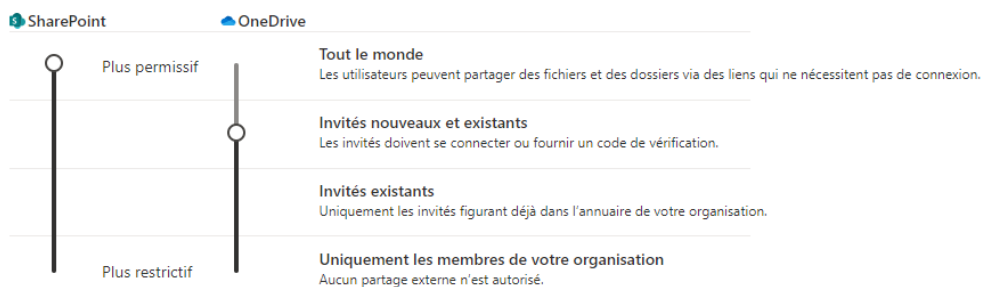 SharePoint
OneDrive
Plus permissif
Tout le monde
Les utilisateurs peuvent partager des fichiers et des dossiers via des liens qui ne nécessitent pas de connexion.
Invités nouveaux et existants
Les invités doivent se connecter ou fournir un code de vérification.
Invités existants
Uniquement les invités figurant déjà dans l’annuaire de votre organisation.
Plus restrictif
Uniquement les membres de votre organisation
Aucun partage externe n’est autorisé.